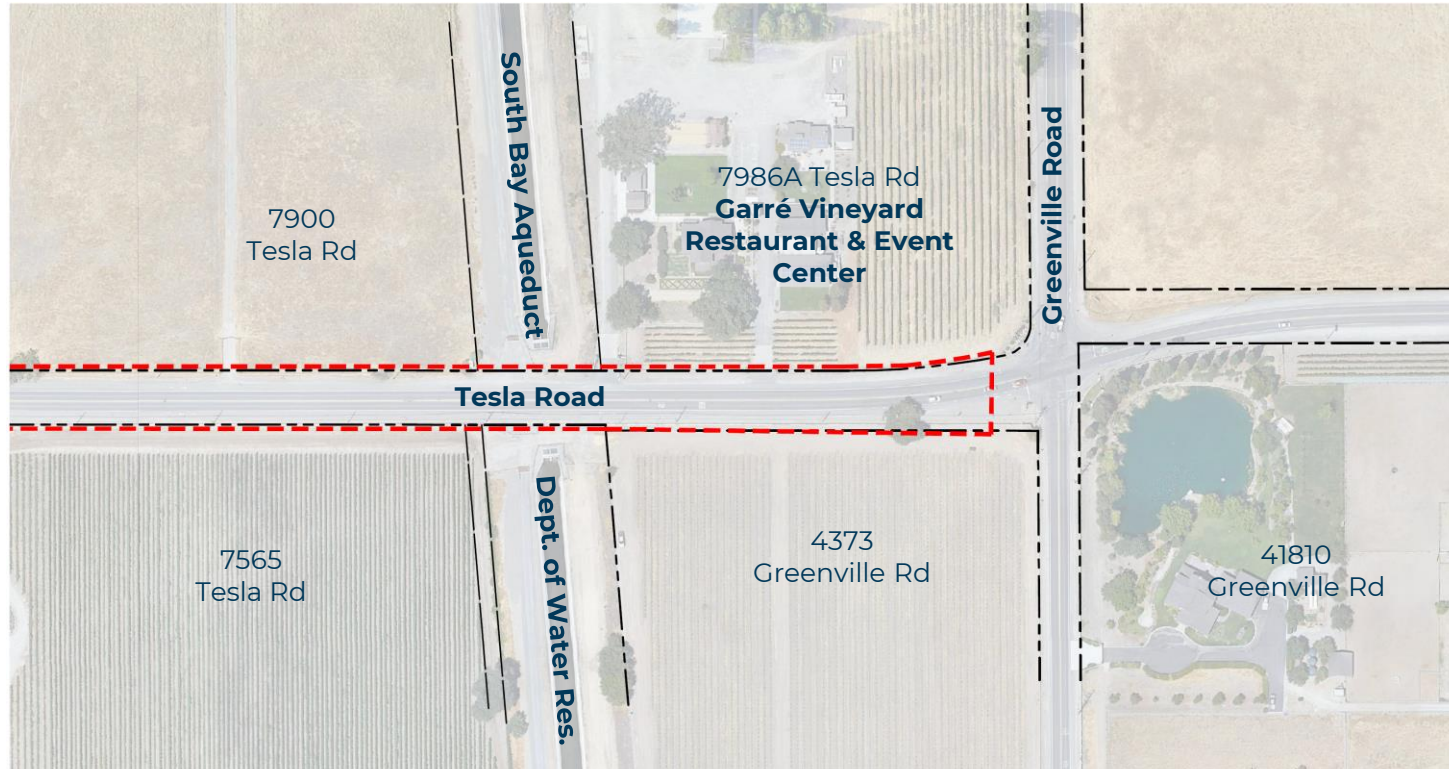 South Bay Aqueduct
7986A Tesla Rd
Garré Vineyard
Restaurant & Event
Center
Greenville Road
7900
Tesla Rd
Tesla Road
7565
Tesla Rd
Dept. of Water Res.
4373
Greenville Rd
41810
Greenville Rd